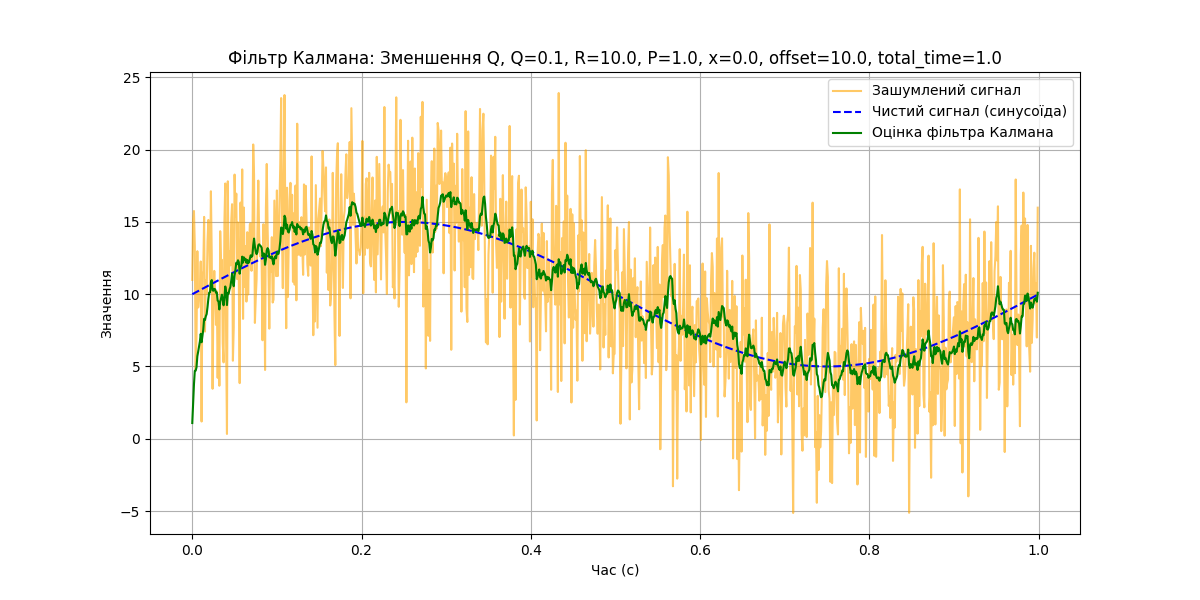 Фільтр Калмана: Зменшення Q, Q=0.1, R=10.0, P=1.0, x=0.0, offset=10.0, total_time=1.0
Зашумлений сигнал
Чистий сигнал (синусоїда)
Оцінка фільтра Калмана
Значення
25
20
15
10
5
0
−5
0.0
0.2
0.4
0.6
0.8
1.0
Час (с)